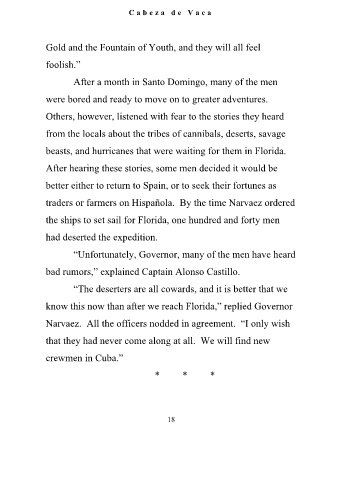 Cabeza de Vaca
Gold and the Fountain of Youth, and they will all feel
foolish.”
After a month in Santo Domingo, many of the men
were bored and ready to move on to greater adventures.
Others, however, listened with fear to the stories they heard
from the locals about the tribes of cannibals, deserts, savage
beasts, and hurricanes that were waiting for them in Florida.
After hearing these stories, some men decided it would be
better either to return to Spain, or to seek their fortunes as
traders or farmers on Hispañola. By the time Narvaez ordered
the ships to set sail for Florida, one hundred and forty men
had deserted the expedition.
“Unfortunately, Governor, many of the men have heard
bad rumors,” explained Captain Alonso Castillo.
“The deserters are all cowards, and it is better that we
know this now than after we reach Florida,” replied Governor
Narvaez. All the officers nodded in agreement. “I only wish
that they had never come along at all. We will find new
crewmen in Cuba.”
* * *
18